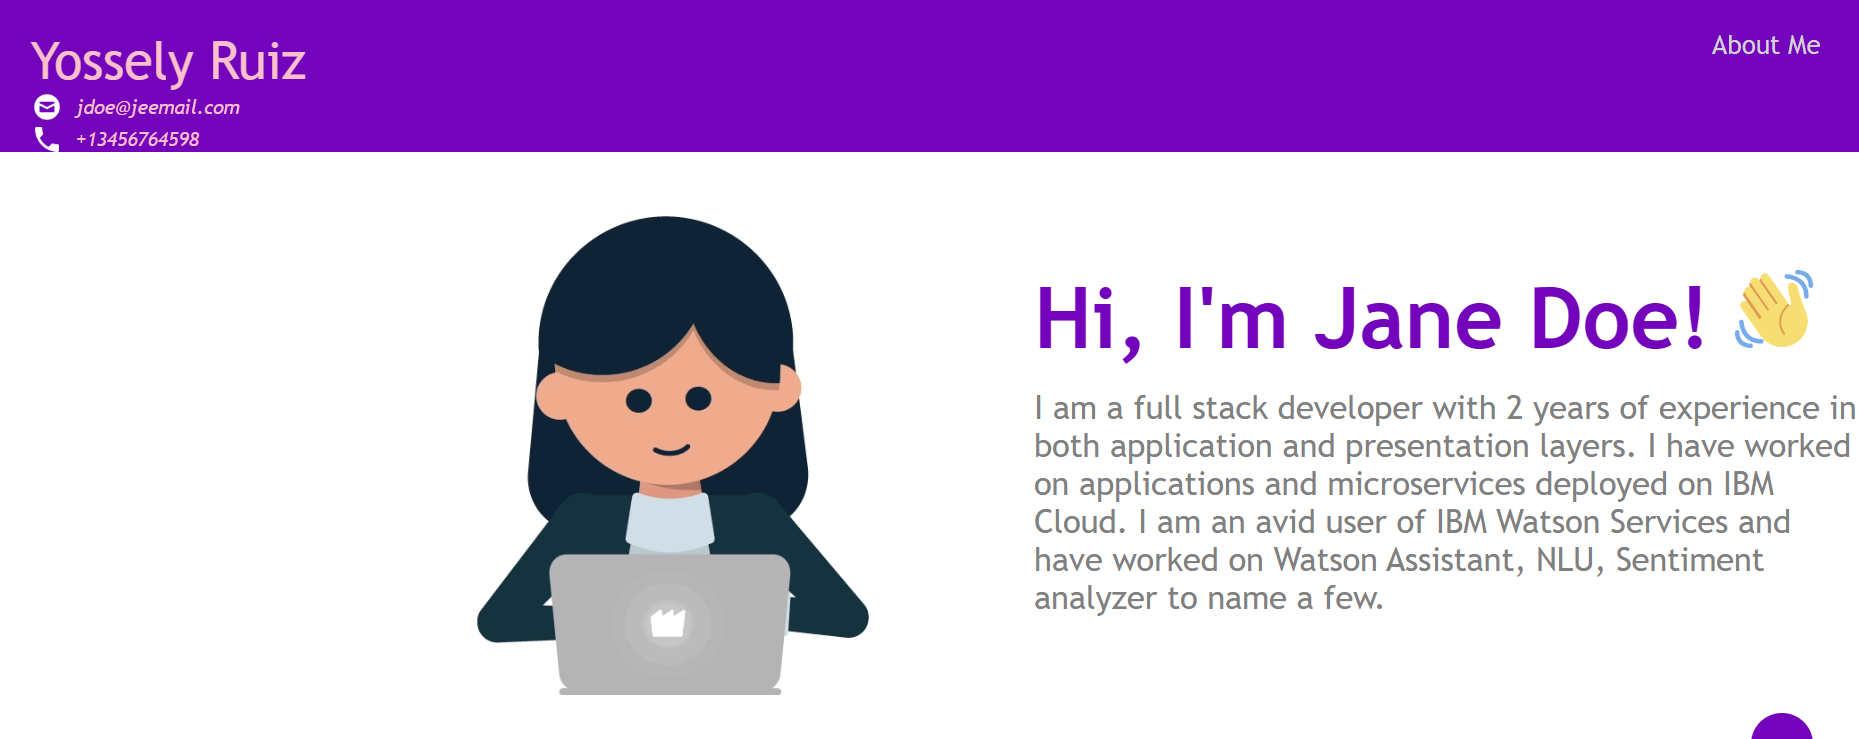 Yossely Ruiz
About Me
jdoe@jeemail.com
+13456764598
Hi, I'm Jane Doe! 👋
I am a full stack developer with 2 years of experience in
both application and presentation layers. I have worked
on applications and microservices deployed on IBM
Cloud. I am an avid user of IBM Watson Services and
have worked on Watson Assistant, NLU, Sentiment
analyzer to name a few.